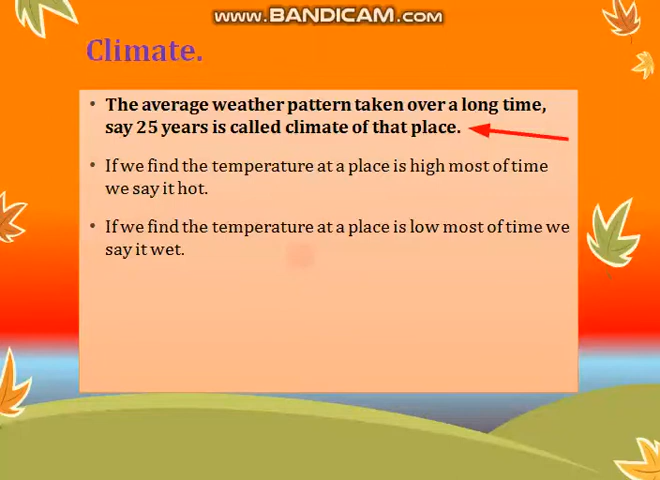 www.BANDICAM.com
Climate.
• The average weather pattern taken over a long time,
say 25 years is called climate of that place.
• If we find the temperature at a place is high most of time
we say it hot.
• If we find the temperature at a place is low most of time we
say it wet.